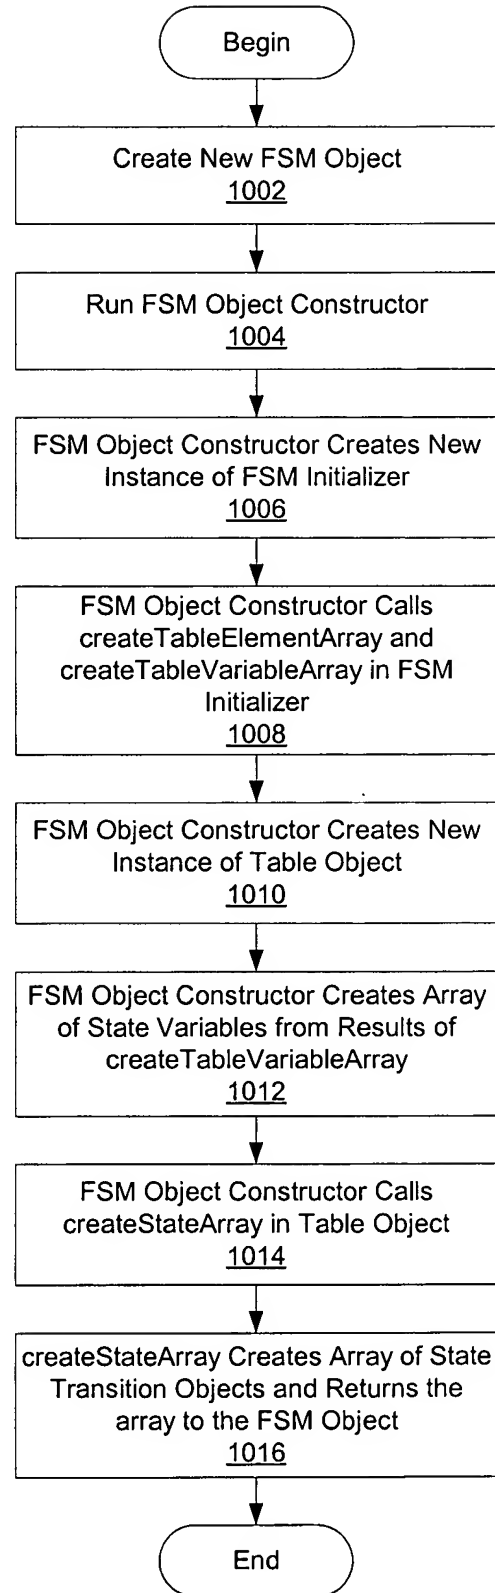 Begin
Create New FSM Object
1002
Run FSM Object Constructor
1004
FSM Object Constructor Creates New
Instance of FSM Initializer
1006
FSM Object Constructor Calls
createTableElementArray and
createTableVariableArray in FSM
Initializer
1008
FSM Object Constructor Creates New
Instance of Table Object
1010
FSM Object Constructor Creates Array
of State Variables from Results of
createTableVariableArray
1012
FSM Object Constructor Calls
createStateArray in Table Object
1014
createStateArray Creates Array of State
Transition Objects and Returns the
array to the FSM Object
1016
End